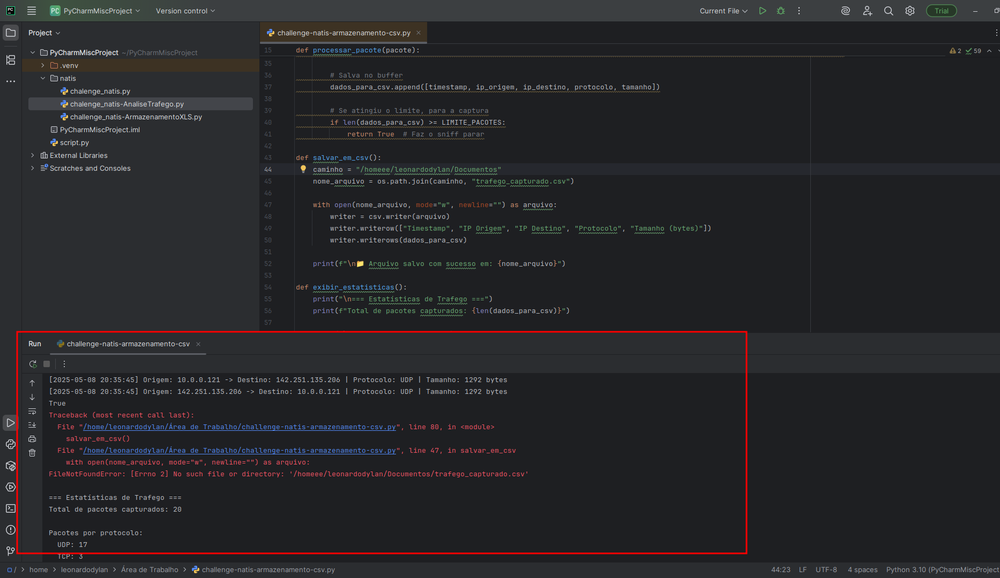 PC PyCharmMiscProject Version control Current File Trial
Project
PyCharmMiscProject ~/PyCharmMiscProject
.venv
natis
chalenge_natis.py
chalenge_natis-AnaliseTrafego.py
challenge_natis-ArmazenamentoXLS.py
PyCharmMiscProject.iml
script.py
External Libraries
Scratches and Consoles
challenge-natis-armazenamento-csv.py
2 59
15 def processar_pacote(pacote):
35
36 # Salva no buffer
37 dados_para_csv.append([timestamp, ip_origem, ip_destino, protocolo, tamanho])
38
39 # Se atingiu o limite, para a captura
40 if len(dados_para_csv) >= LIMITE_PACOTES:
41 return True # Faz o sniff parar
42
43 def salvar_em_csv():
44 caminho = "/homeee/leonardodylan/Documentos"
45 nome_arquivo = os.path.join(caminho, "trafego_capturado.csv")
46
47 with open(nome_arquivo, mode="w", newline="") as arquivo:
48 writer = csv.writer(arquivo)
49 writer.writerow(["Timestamp", "IP Origem", "IP Destino", "Protocolo", "Tamanho (bytes)"])
50 writer.writerows(dados_para_csv)
51
52 print(f"\n📁 Arquivo salvo com sucesso em: {nome_arquivo}")
53
54 def exibir_estatisticas():
55 print("\n=== Estatísticas de Trafego ===")
56 print(f"Total de pacotes capturados: {len(dados_para_csv)}")
57
Run challenge-natis-armazenamento-csv
[2025-05-08 20:35:45] Origem: 10.0.0.121 -> Destino: 142.251.135.206 | Protocolo: UDP | Tamanho: 1292 bytes
[2025-05-08 20:35:45] Origem: 142.251.135.206 -> Destino: 10.0.0.121 | Protocolo: UDP | Tamanho: 1292 bytes
True
Traceback (most recent call last):
File "/home/leonardodylan/Área de Trabalho/challenge-natis-armazenamento-csv.py", line 80, in <module>
salvar_em_csv()
File "/home/leonardodylan/Área de Trabalho/challenge-natis-armazenamento-csv.py", line 47, in salvar_em_csv
with open(nome_arquivo, mode="w", newline="") as arquivo:
FileNotFoundError: [Errno 2] No such file or directory: '/homeee/leonardodylan/Documentos/trafego_capturado.csv'
=== Estatísticas de Trafego ===
Total de pacotes capturados: 20
Pacotes por protocolo:
UDP: 17
TCP: 3
/ home leonardodylan Área de Trabalho challenge-natis-armazenamento-csv.py 44:23 LF UTF-8 4 spaces Python 3.10 (PyCharmMiscProject